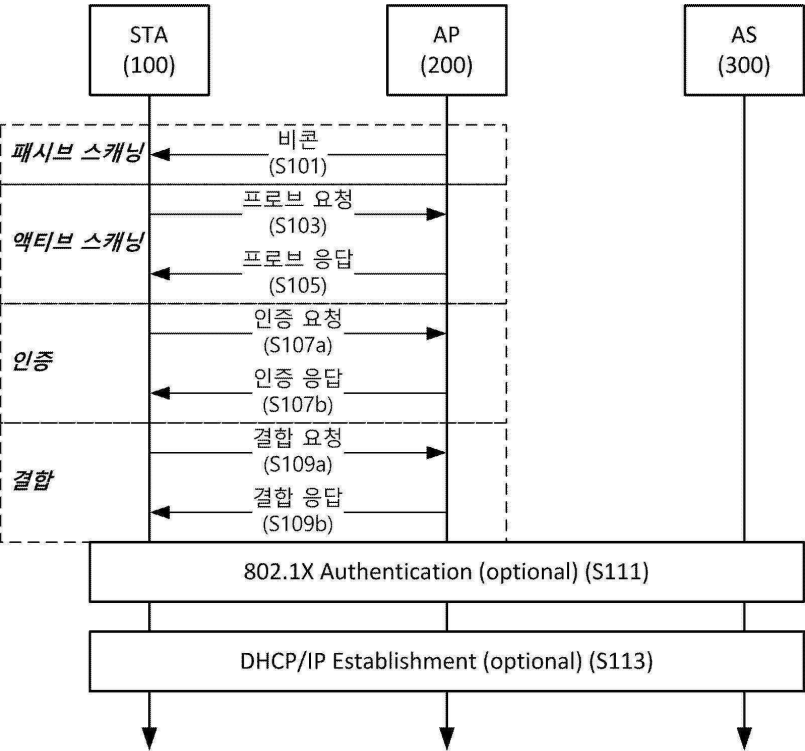 STA
(100)
AP
(200)
AS
(300)
패시브 스캐닝
비콘
(S101)
액티브 스캐닝
프로브 요청
(S103)
프로브 응답
(S105)
인증
인증 요청
(S107a)
인증 응답
(S107b)
결합
결합 요청
(S109a)
결합 응답
(S109b)
802.1X Authentication (optional) (S111)
DHCP/IP Establishment (optional) (S113)